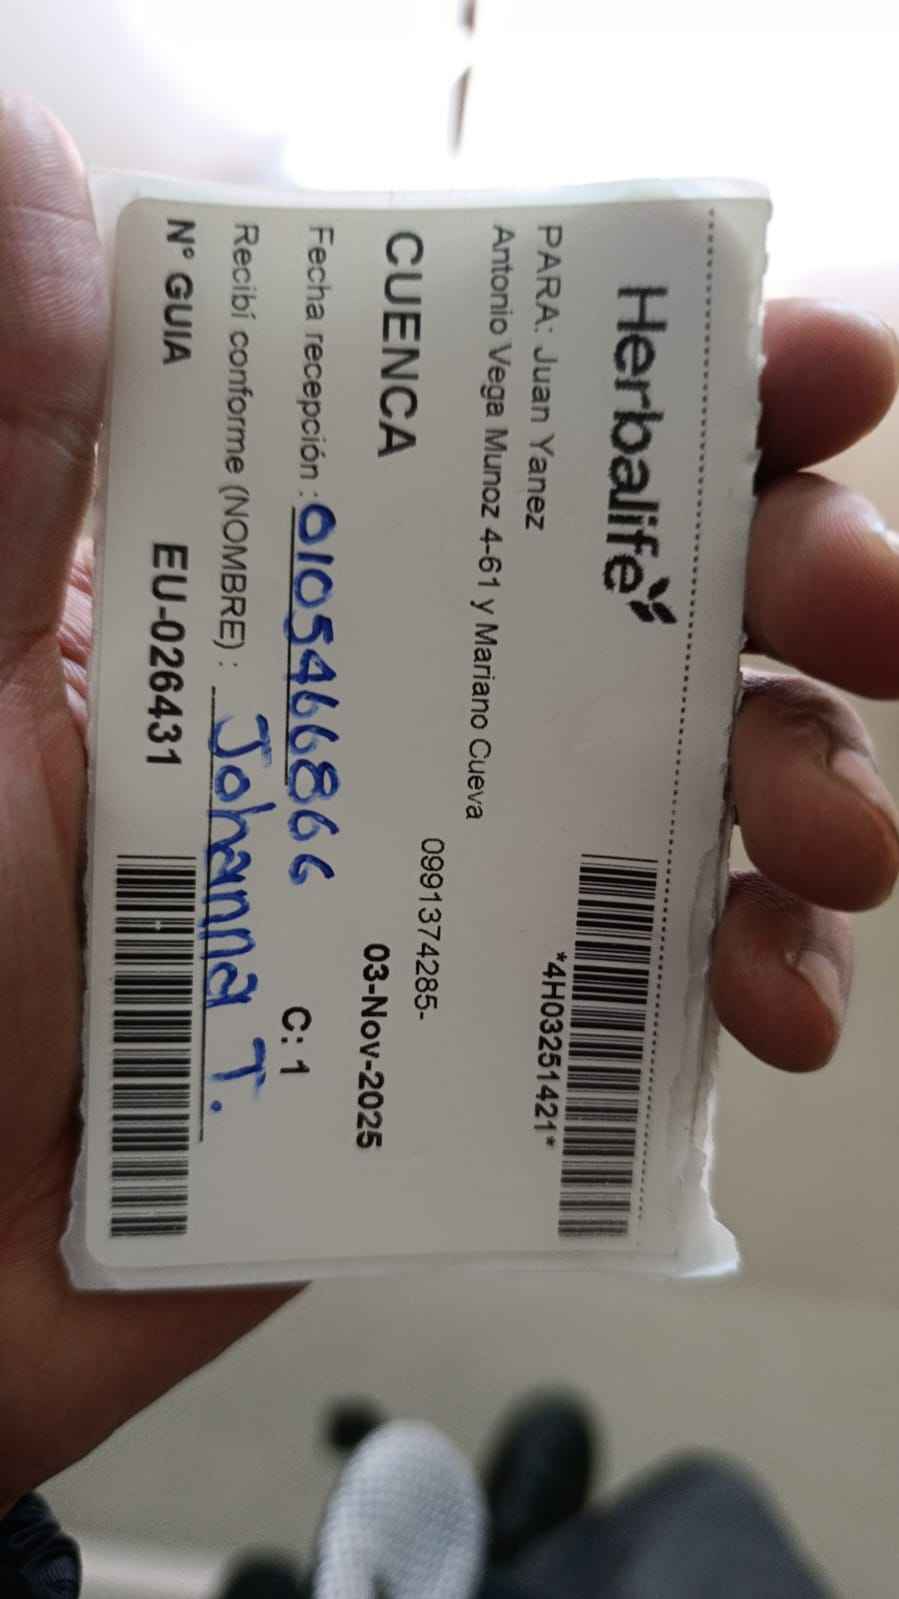 Herbalife
*4H03251421*
PARA: Juan Yanez
Antonio Vega Munoz 4-61 y Mariano Cueva
0991374285-
CUENCA
03-Nov-2025
Fecha recepción : 0105466866
C: 1
Recibí conforme (NOMBRE) : Johanna T.
Nº GUIA EU-026431